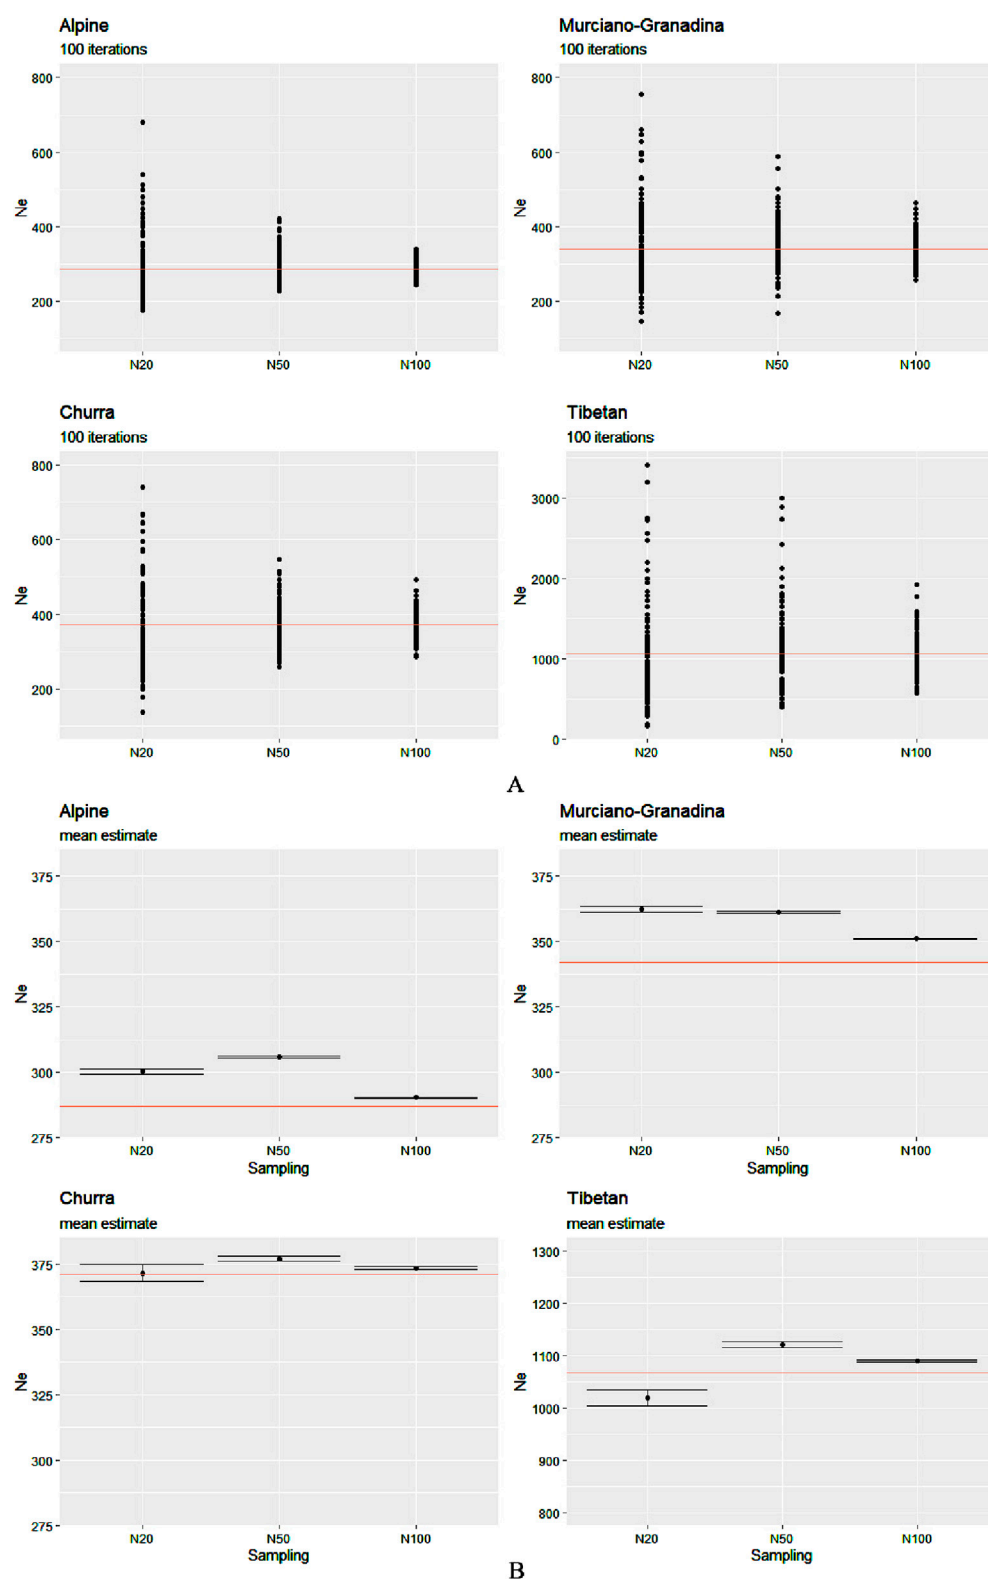 Alpine
100 iterations
Ne
800
600
400
200
N20 N50 N100
Murciano-Granadina
100 iterations
Ne
800
600
400
200
N20 N50 N100
Churra
100 iterations
Ne
800
600
400
200
N20 N50 N100
Tibetan
100 iterations
Ne
3000
2000
1000
0
N20 N50 N100
A
Alpine
mean estimate
Ne
375
350
325
300
275
N20 N50 N100
Sampling
Murciano-Granadina
mean estimate
Ne
375
350
325
300
275
N20 N50 N100
Sampling
Churra
mean estimate
Ne
375
350
325
300
275
N20 N50 N100
Sampling
Tibetan
mean estimate
Ne
1300
1200
1100
1000
900
800
N20 N50 N100
Sampling
B